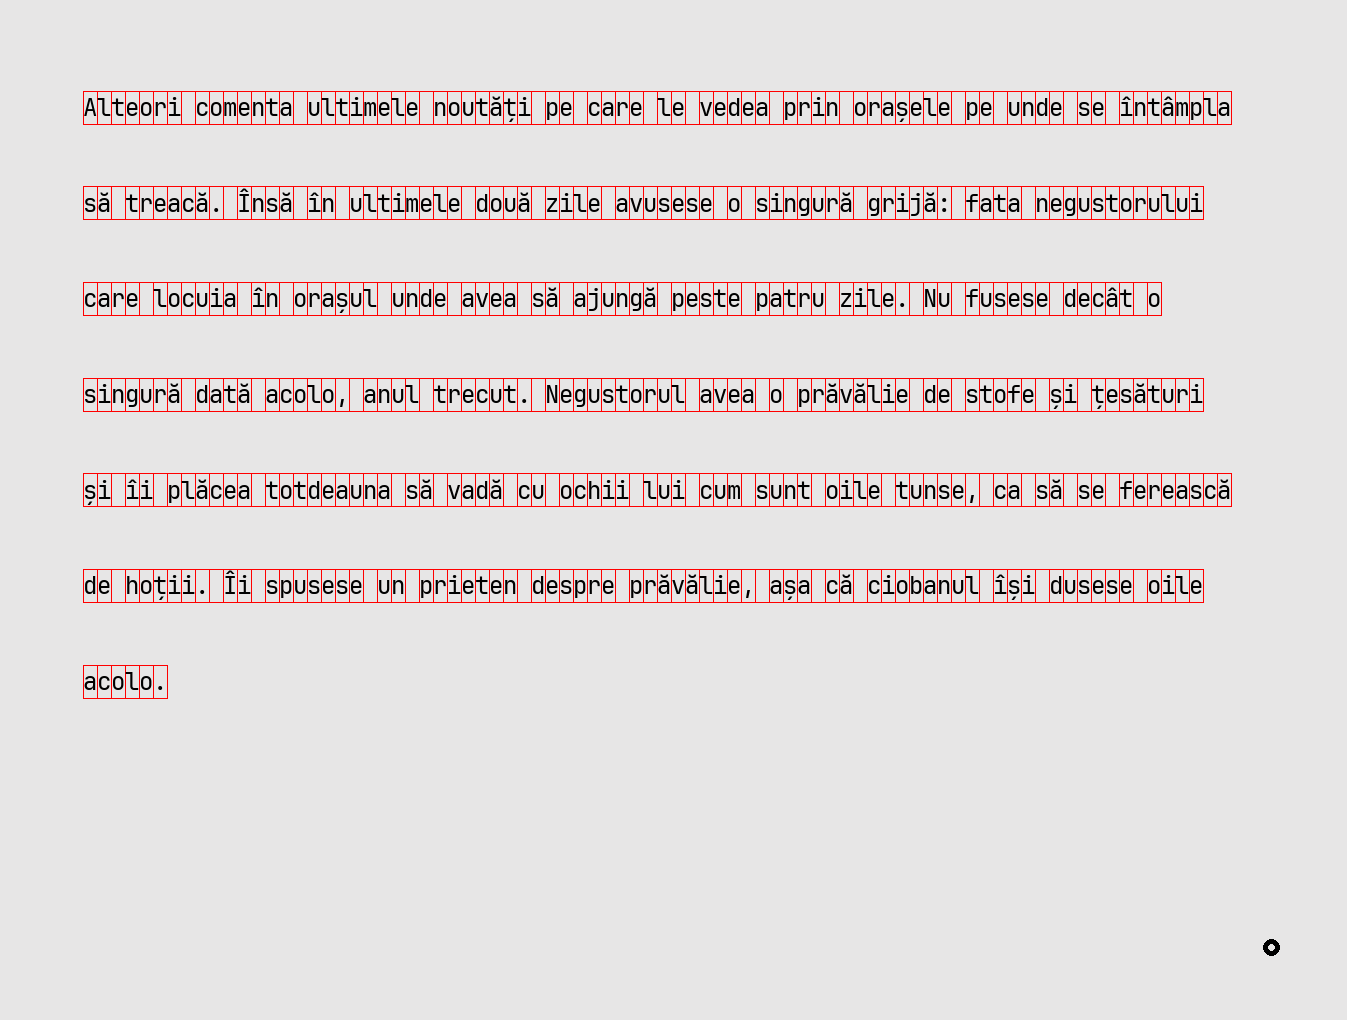 Alteori comenta ultimele noutăți pe care le vedea prin orașele pe unde se întâmpla
să treacă. Însă în ultimele două zile avusese o singură grijă: fata negustorului
care locuia în orașul unde avea să ajungă peste patru zile. Nu fusese decât o
singură dată acolo, anul trecut. Negustorul avea o prăvălie de stofe și țesături
și îi plăcea totdeauna să vadă cu ochii lui cum sunt oile tunse, ca să se ferească
de hoții. Îi spusese un prieten despre prăvălie, așa că ciobanul își dusese oile
acolo.